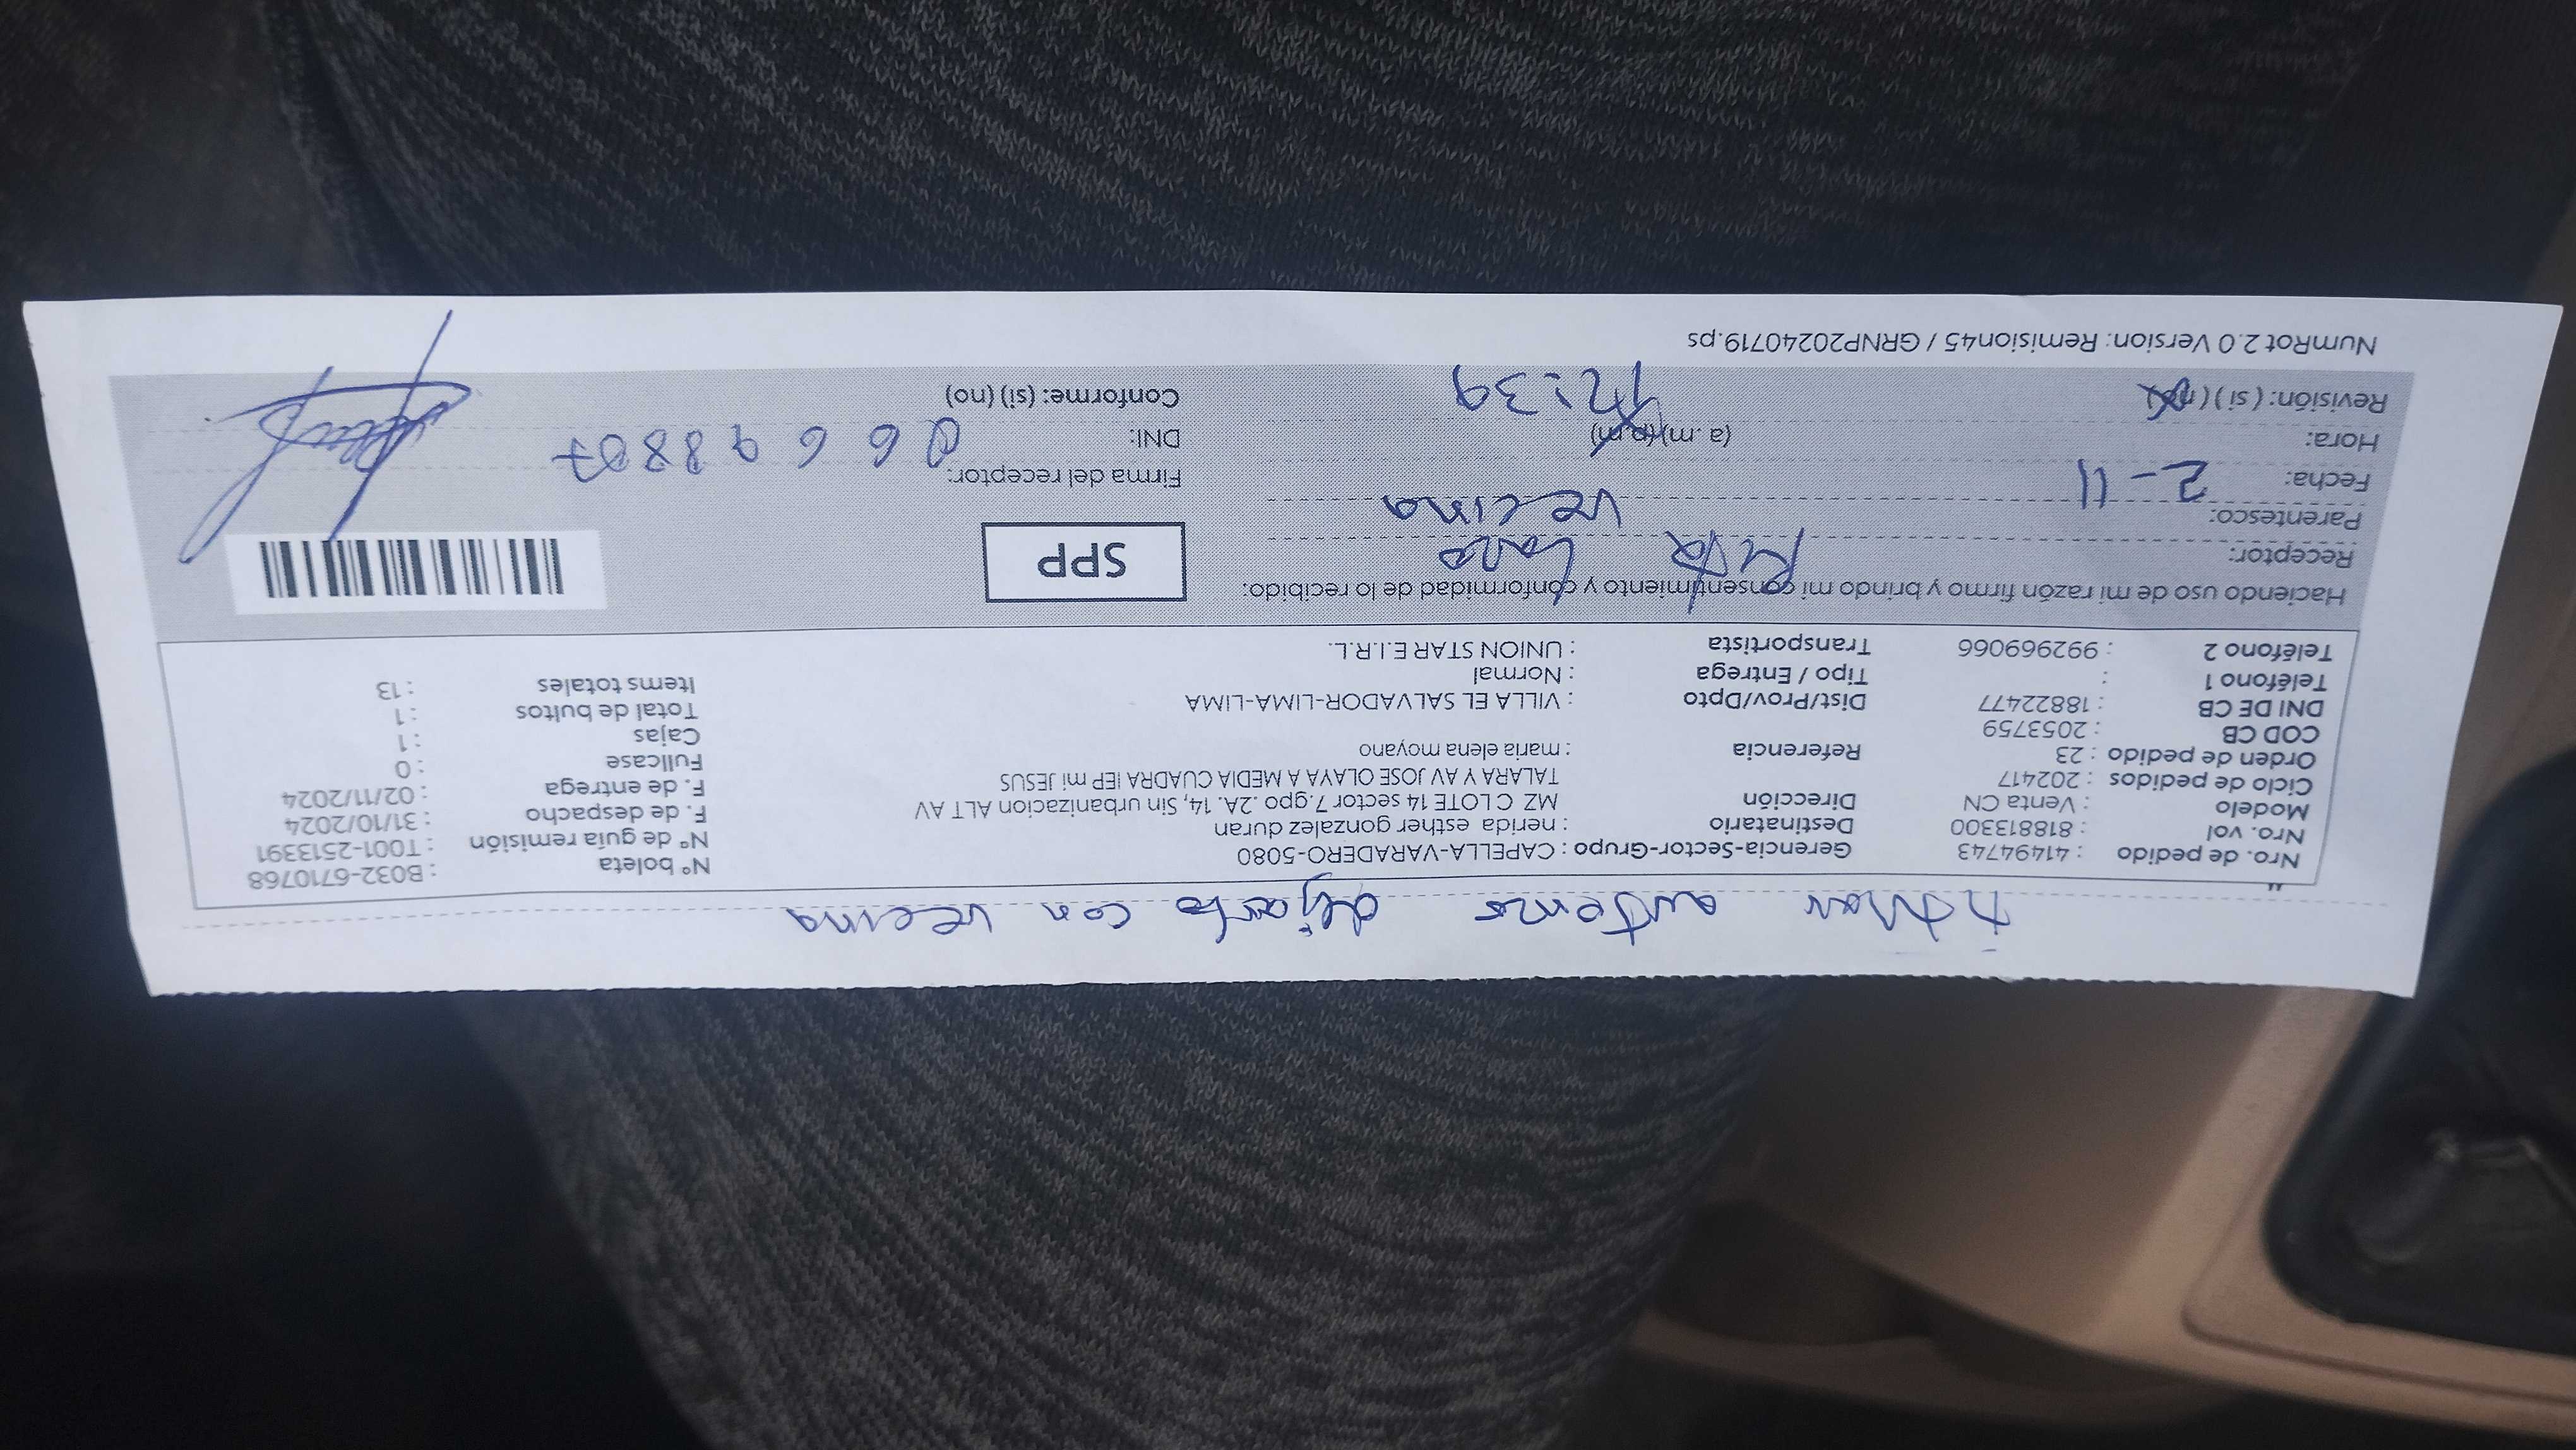 autorizo dejarlo con vecina
Nro. de pedido : 41494743 Gerencia-Sector-Grupo : CAPELLA-VARADERO-5080 N° boleta : B032-6710768
Nro. vol : 818813300 Destinatario : nerida esther gonzalez duran N° de guía remisión : T001-2513391
Modelo : Venta CN Dirección MZ C LOTE 14 sector 7.gpo .2A. 14, Sin urbanizacion ALT AV F. de despacho : 31/10/2024
Ciclo de pedidos : 202417 TALARA Y AV JOSE OLAYA A MEDIA CUADRA IEP mi JESUS F. de entrega : 02/11/2024
Orden de pedido : 23 Referencia : maria elena moyano Fullcase : 0
COD CB : 2053759 Cajas : 1
DNI DE CB : 18822477 Dist/Prov/Dpto : VILLA EL SALVADOR-LIMA-LIMA Total de bultos : 1
Teléfono 1 : Tipo / Entrega : Normal Items totales : 13
Teléfono 2 : 992969066 Transportista : UNION STAR E.I.R.L.
Haciendo uso de mi razón firmo y brindo mi consentimiento y conformidad de lo recibido:
Receptor: Rita Lazo SPP
Parentesco: vecina
Fecha: 2-11 Firma del receptor:
Hora: (a.m) (p.m) 12:39 DNI: 06698807
Revisión: (si) (no) Conforme: (si) (no)
NumRot 2.0 Version: Remision45 / GRNP20240719.ps